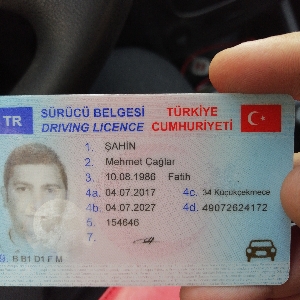 TR SÜRÜCÜ BELGESİ TÜRKİYE
DRIVING LICENCE CUMHURİYETİ
1. ŞAHİN
2. Mehmet Çağlar
3. 10.08.1986 Fatih
4a. 04.07.2017 4c. 34 Küçükçekmece
4b. 04.07.2027 4d. 49072624172
5. 154646
7.
9. B B1 D1 F M